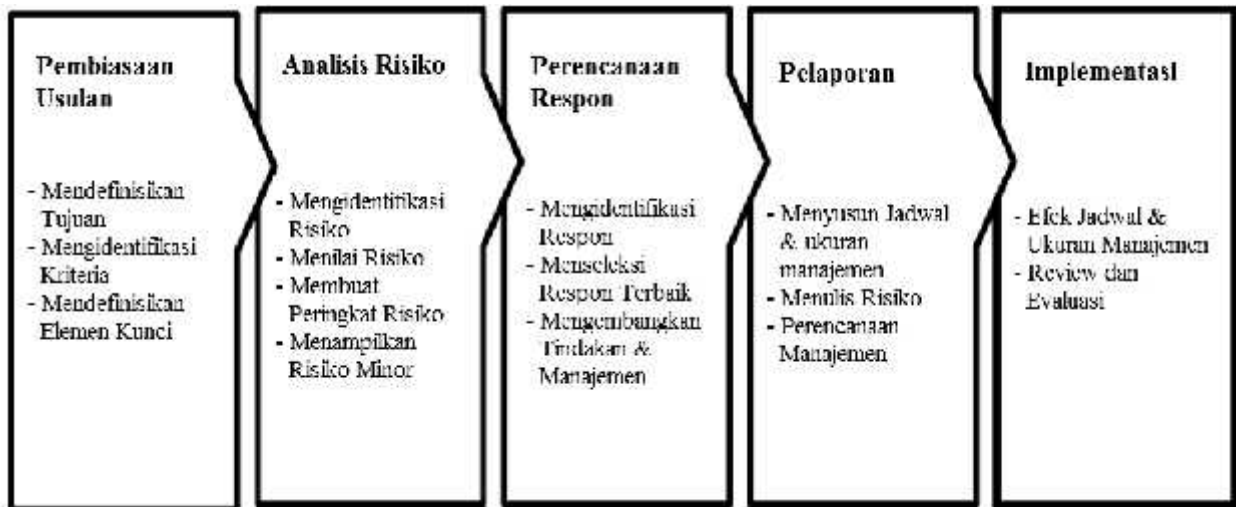 Pembiasaan
Usulan
- Mendefinisikan
Tujuan
- Mengidentifikasi
Kriteria
- Mendefinisikan
Elemen Kunci
Analisis Risiko
- Mengidentifikasi
Risiko
- Menilai Risiko
- Membuat
Peringkat Risiko
- Menampilkan
Risiko Minor
Perencanaan
Respon
- Mengidentifikasi
Respon
- Menseleksi
Respon Terbaik
- Mengembangkan
Tindakan &
Manajemen
Pelaporan
- Menyusun Jadwal
& ukuran
manajemen
- Menulis Risiko
- Perencanaan
Manajemen
Implementasi
- Efek Jadwal &
Ukuran Manajemen
- Review dan
Evaluasi